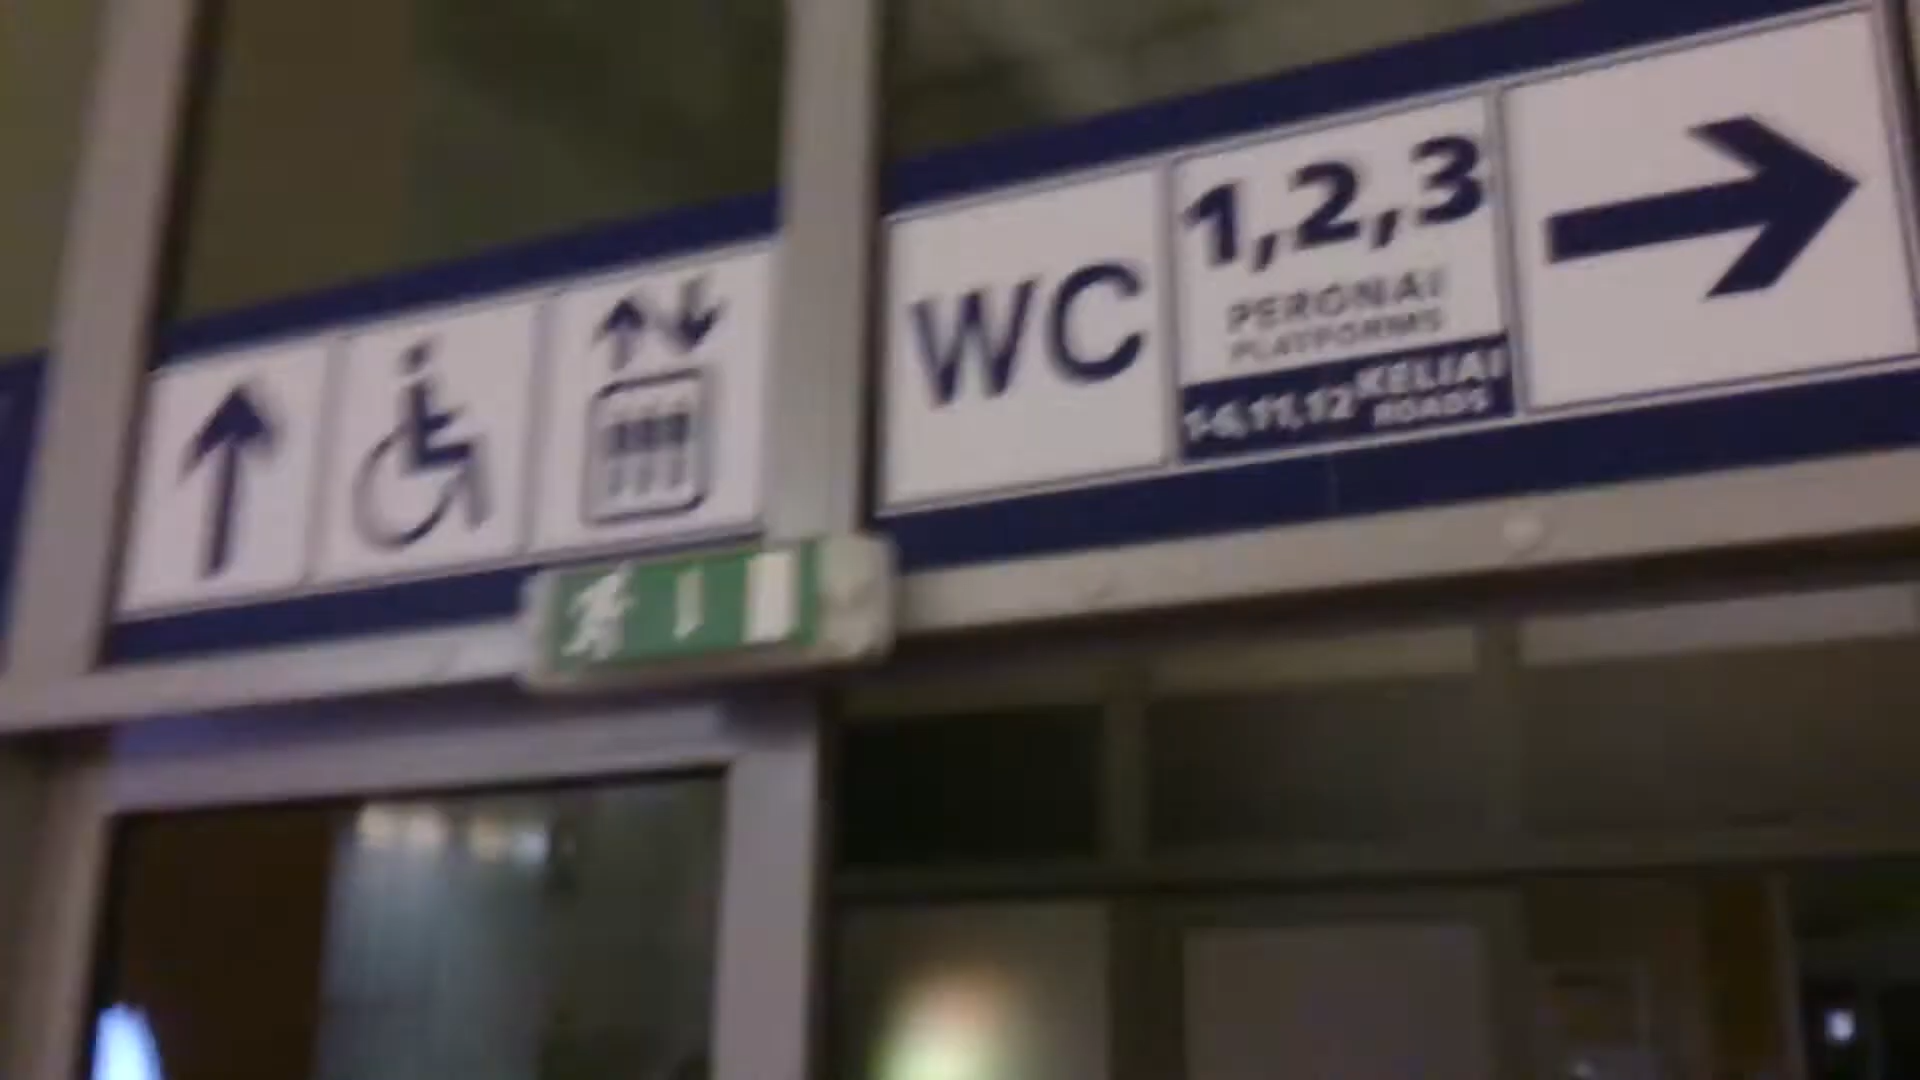 WC
1,2,3
PERONAI
PLATFORMS
1-6,11,12 KELIAI
ROADS